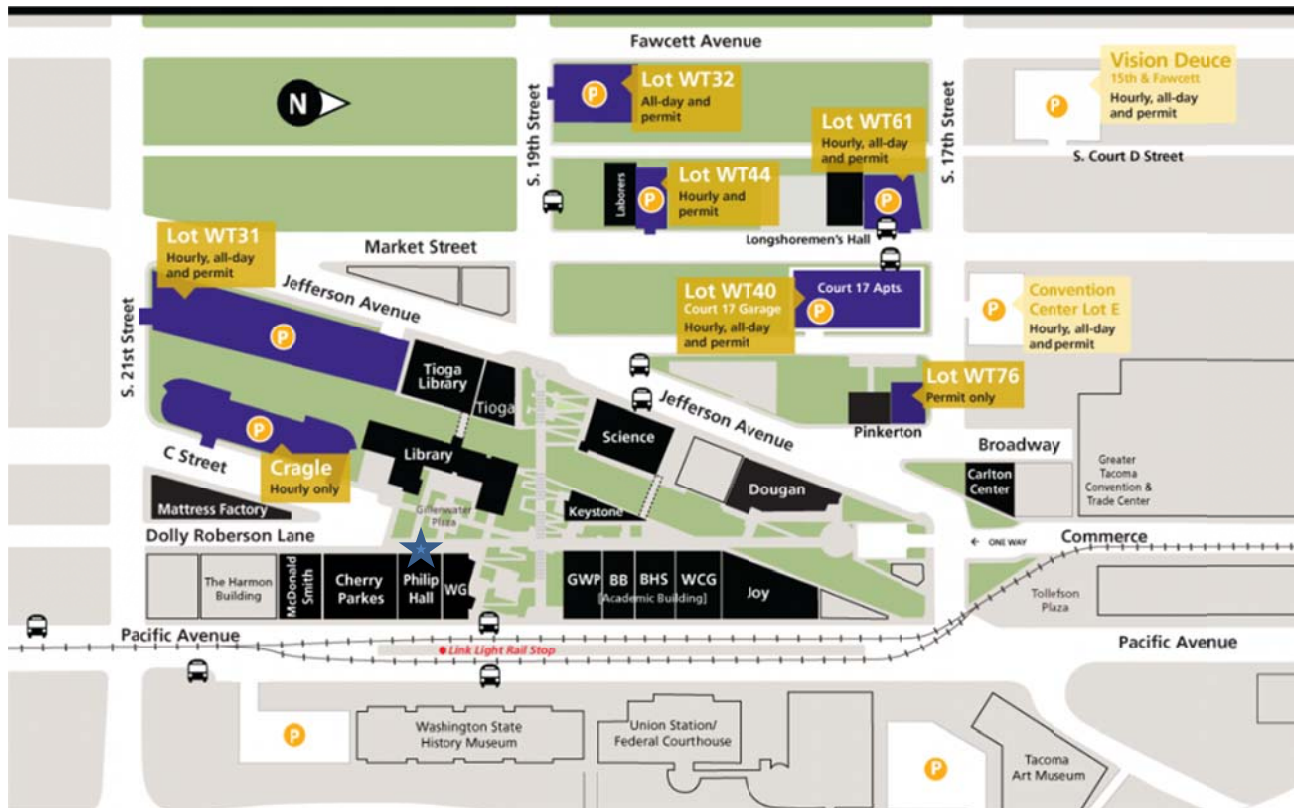 Fawcett Avenue
N
S. 19th Street
S. 17th Street
P
Lot WT32
All-day and
permit
P
Vision Deuce
15th & Fawcett
Hourly, all-day
and permit
Lot WT61
Hourly, all-day
and permit
P
S. Court D Street
Laborers
P
Lot WT44
Hourly and
permit
Longshoremen's Hall
Lot WT31
Hourly, all-day
and permit
P
Market Street
Jefferson Avenue
S. 21st Street
Lot WT40
Court 17 Garage
Hourly, all-day
and permit
Court 17 Apts.
P
P
Convention
Center Lot E
Hourly, all-day
and permit
Tioga
Library
Tioga
Jefferson Avenue
Lot WT76
Permit only
Pinkerton
Broadway
P
Cragle
Hourly only
C Street
Library
Science
Dougan
Carlton
Center
Greater
Tacoma
Convention &
Trade Center
Mattress Factory
Plaza
Keystone
Dolly Roberson Lane
← ONE WAY
Commerce
The Harmon
Building
McDonald
Smith
Cherry
Parkes
Philip
Hall
WG
GWP
BB
BHS
WCG
[Academic Building]
Joy
Tollefson
Plaza
Pacific Avenue
Link Light Rail Stop
Pacific Avenue
P
Washington State
History Museum
Union Station/
Federal Courthouse
P
Tacoma
Art Museum